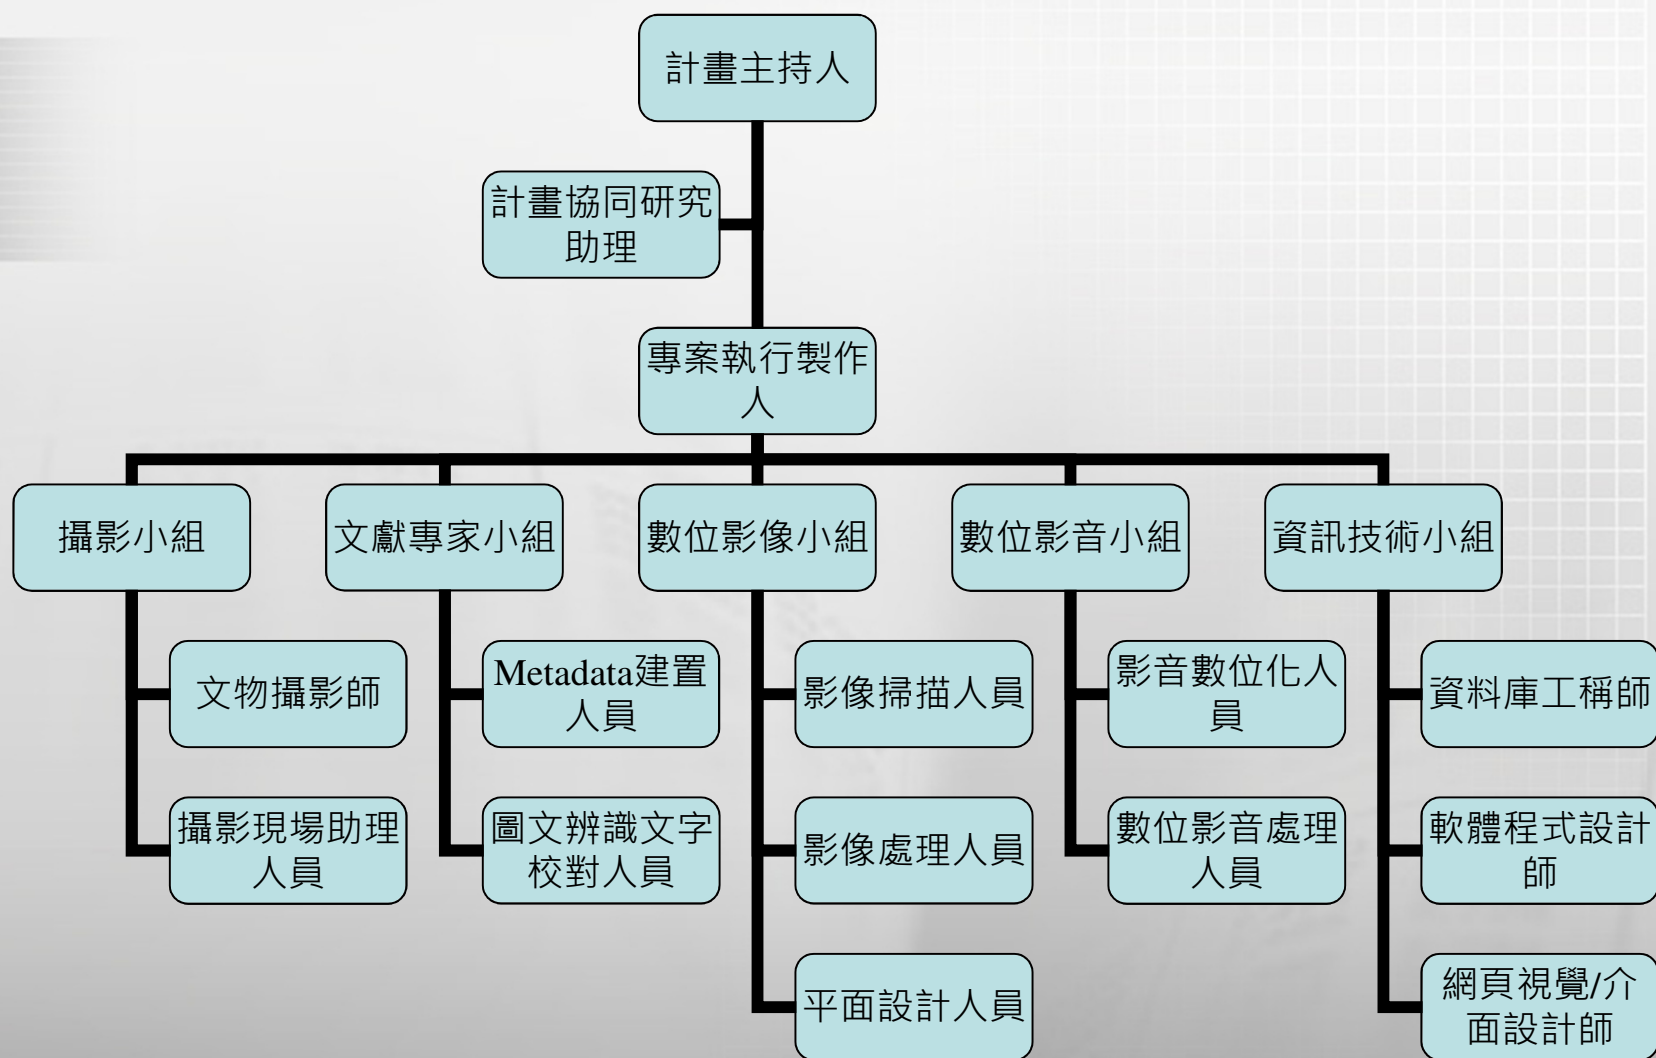 計畫主持人
計畫協同研究
助理
專案執行製作
人
攝影小組
文獻專家小組
數位影像小組
數位影音小組
資訊技術小組
文物攝影師
Metadata建置
人員
影像掃描人員
影音數位化人
員
資料庫工稱師
攝影現場助理
人員
圖文辨識文字
校對人員
影像處理人員
數位影音處理
人員
軟體程式設計
師
平面設計人員
網頁視覺/介
面設計師